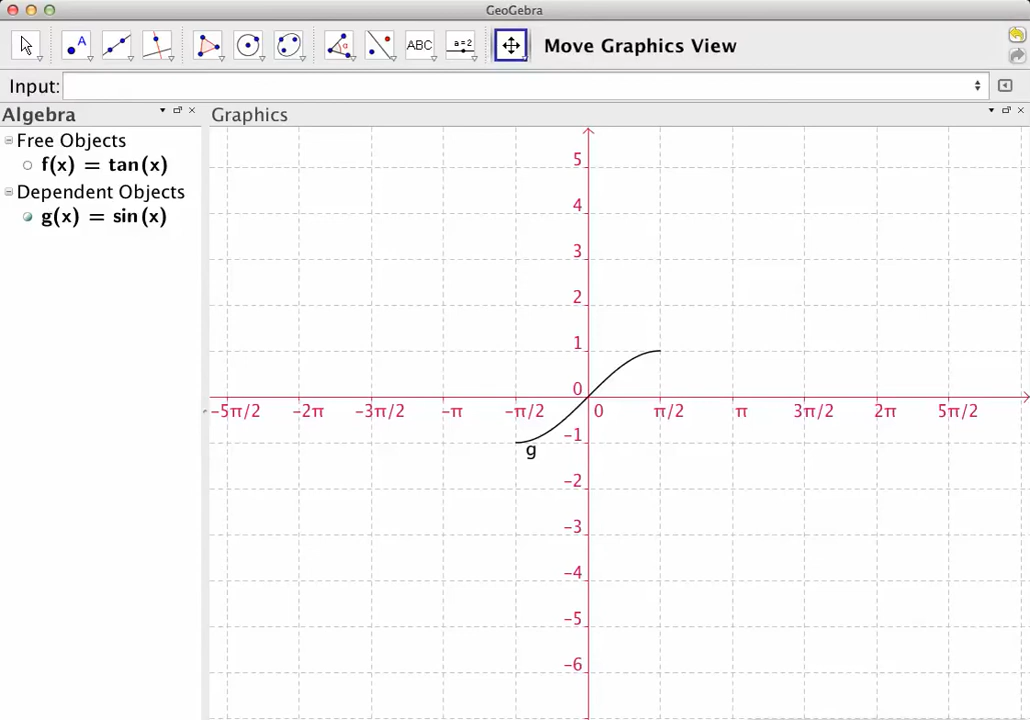 GeoGebra
A
α
ABC
a=2
Move Graphics View
Input:
Algebra
Graphics
Free Objects
f(x) = tan(x)
Dependent Objects
g(x) = sin(x)
5
4
3
2
1
0
-5π/2 -2π -3π/2 -π -π/2 0 π/2 π 3π/2 2π 5π/2
-1
g
-2
-3
-4
-5
-6